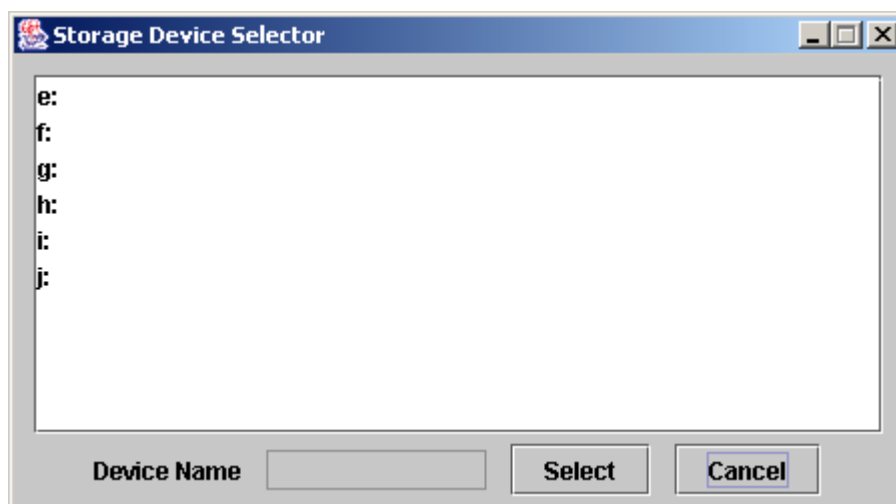 Storage Device Selector
e:
f:
g:
h:
i:
j:
Device Name Select Cancel